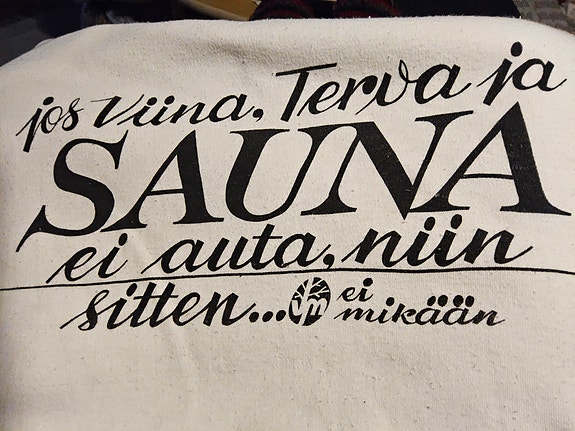 jos Viina, Terva ja
SAUNA
ei auta, niin
sitten... ei
mikään